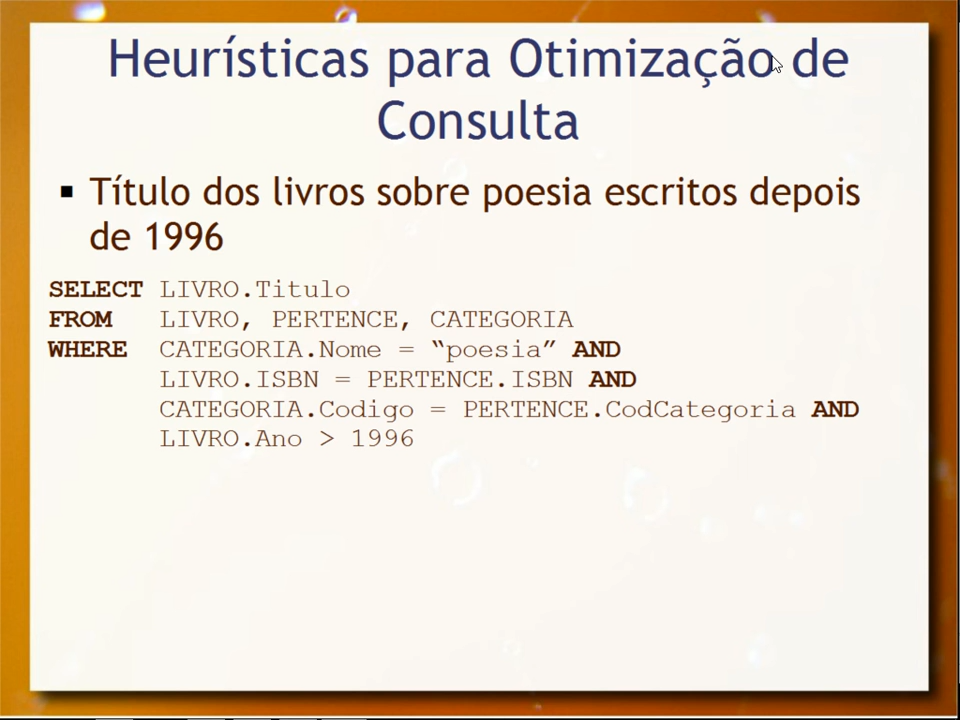 Heurísticas para Otimização de
Consulta
▪ Título dos livros sobre poesia escritos depois
de 1996
SELECT LIVRO.Titulo
FROM LIVRO, PERTENCE, CATEGORIA
WHERE CATEGORIA.Nome = “poesia” AND
LIVRO.ISBN = PERTENCE.ISBN AND
CATEGORIA.Codigo = PERTENCE.CodCategoria AND
LIVRO.Ano > 1996